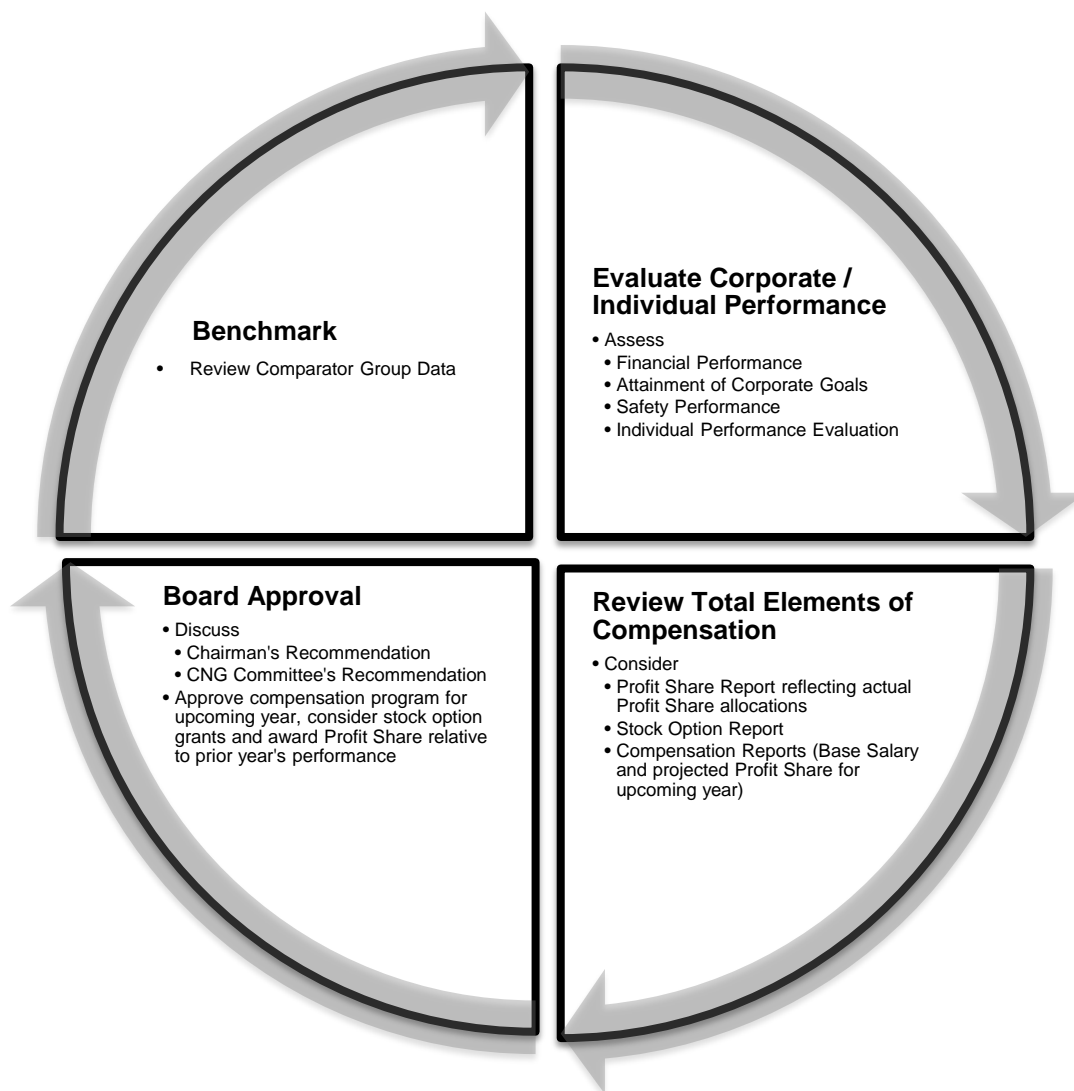 Benchmark
• Review Comparator Group Data
Evaluate Corporate /
Individual Performance
• Assess
• Financial Performance
• Attainment of Corporate Goals
• Safety Performance
• Individual Performance Evaluation
Board Approval
• Discuss
• Chairman's Recommendation
• CNG Committee's Recommendation
• Approve compensation program for
upcoming year, consider stock option
grants and award Profit Share relative
to prior year's performance
Review Total Elements of
Compensation
• Consider
• Profit Share Report reflecting actual
Profit Share allocations
• Stock Option Report
• Compensation Reports (Base Salary
and projected Profit Share for
upcoming year)